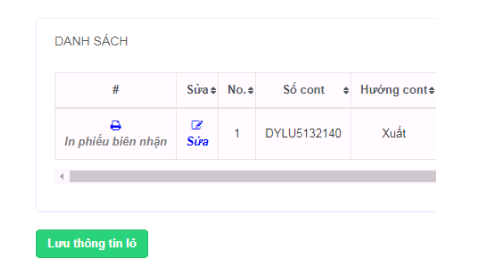 DANH SÁCH
# Sửa No. Số cont Hướng cont
In phiếu biên nhận Sửa 1 DYLU5132140 Xuất
Lưu thông tin lô